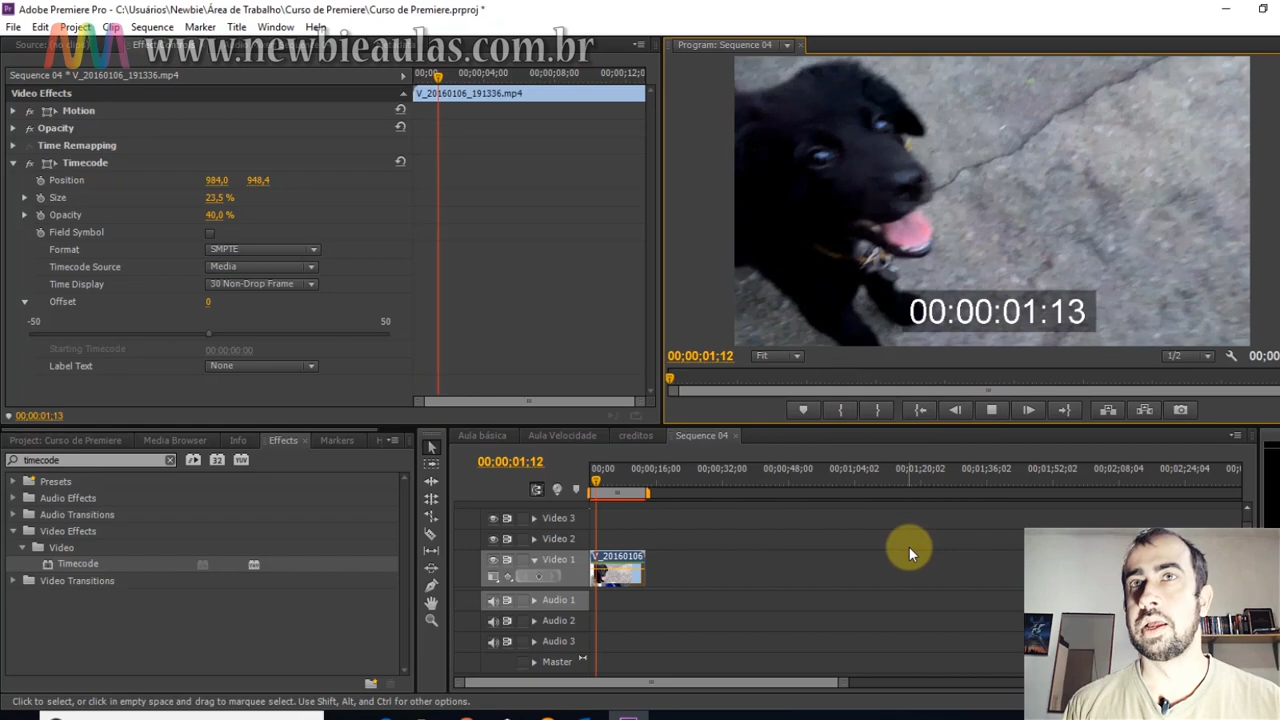 Adobe Premiere Pro - C:\Usuários\Newbie\Área de Trabalho\Curso de Premiere\Curso de Premiere.prproj *
File Edit Project Clip Sequence Marker Title Window Help
www.newbieaulas.com.br
Program: Sequence 04
Sequence 04 * V_20160106_191336.mp4
00;00 00;00;04;00 00;00;08;00 00;00;12;0
Video Effects
V_20160106_191336.mp4
fx Motion
fx Opacity
Time Remapping
fx Timecode
Position 984,0 948,4
Size 23,5 %
Opacity 40,0 %
Field Symbol
Format SMPTE
Timecode Source Media
Time Display 30 Non-Drop Frame
Offset 0
-50 50
Starting Timecode 00:00:00:00
Label Text None
00;00;01;13
00:00:01:13
00;00;01;12 Fit 1/2 00;00
Project: Curso de Premiere Media Browser Info Effects Markers H
timecode 32 YUV
Presets
Audio Effects
Audio Transitions
Video Effects
Video
Timecode
Video Transitions
Aula básica Aula Velocidade creditos Sequence 04
00;00;01;12
00;00 00;00;16;00 00;00;32;00 00;00;48;00 00;01;04;02 00;01;20;02 00;01;36;02 00;01;52;02 00;02;08;04 00;02;24;04 00;0
Video 3
Video 2
Video 1
V_20160106
Audio 1
Audio 2
Audio 3
Master
Click to select, or click in empty space and drag to marquee select. Use Shift, Alt, and Ctrl for other options.